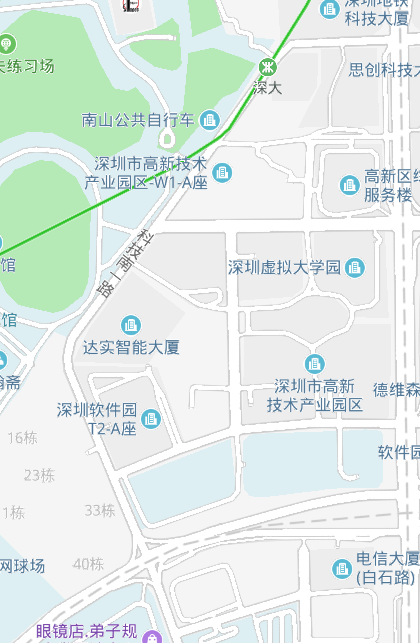 深圳地铁
科技大厦
夫练习场
深大
思创科技大
南山公共自行车
深圳市高新技术
产业园区-W1-A座
高新区综
服务楼
科技南一路
馆
深圳虚拟大学园
馆
达实智能大厦
翰斋
深圳市高新
技术产业园区
德维森
深圳软件园
T2-A座
16栋
软件园
23栋
1栋
33栋
网球场
40栋
电信大厦
(白石路)
眼镜店.弟子规